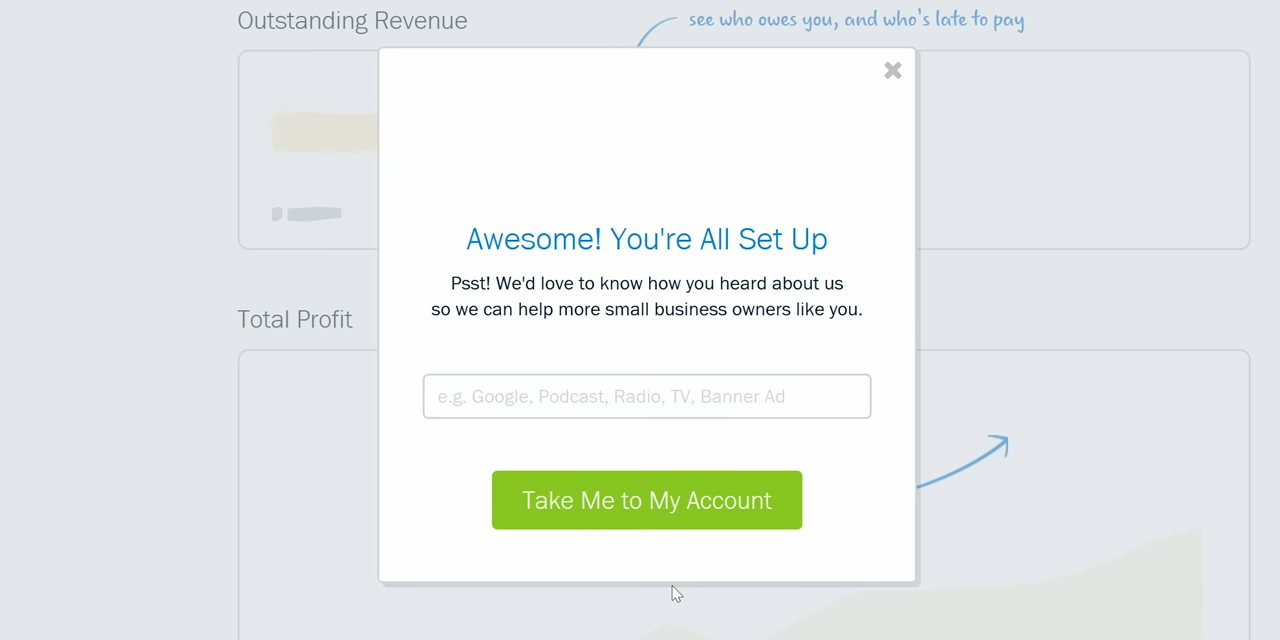 Outstanding Revenue
see who owes you, and who's late to pay
Awesome! You're All Set Up
Psst! We'd love to know how you heard about us
so we can help more small business owners like you.
Total Profit
e.g. Google, Podcast, Radio, TV, Banner Ad
Take Me to My Account